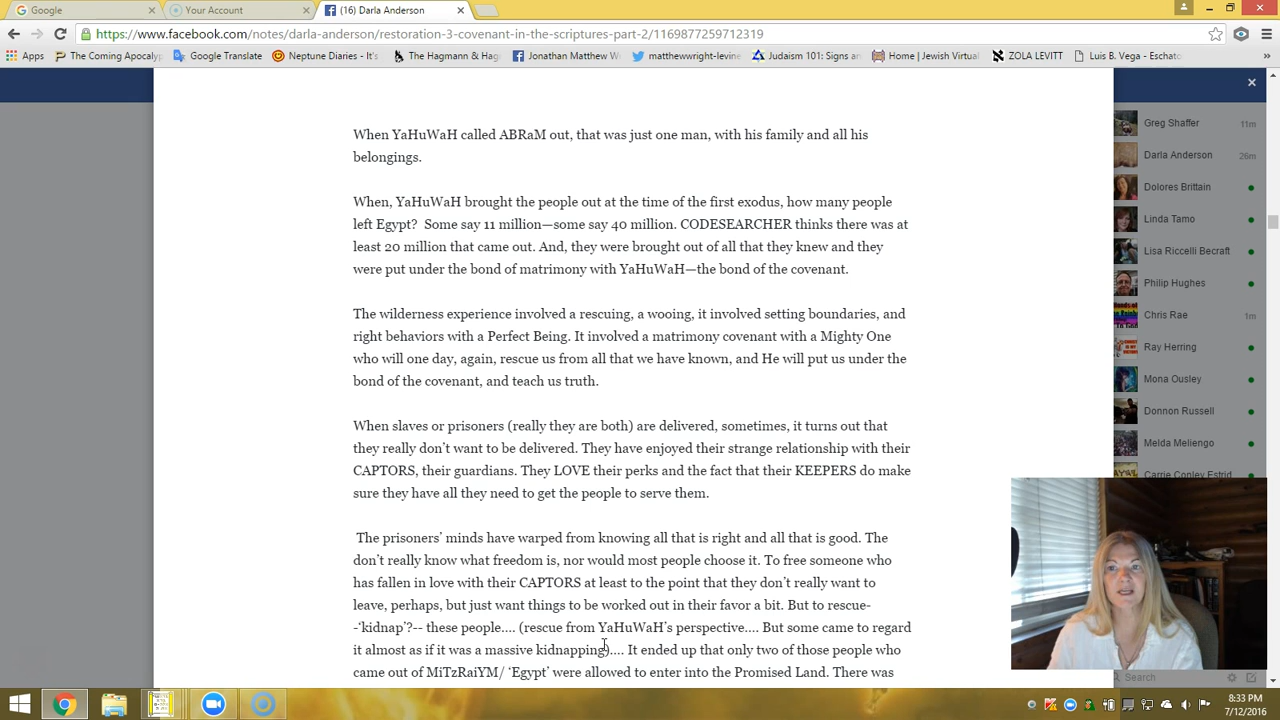 Google
Your Account
(16) Darla Anderson
https://www.facebook.com/notes/darla-anderson/restoration-3-covenant-in-the-scriptures-part-2/1169877259712319
Apps
The Coming Apocalyp
Google Translate
Neptune Diaries - It's
The Hagmann & Hag
Jonathan Matthew W
matthewwright-levine
Judaism 101: Signs an
Home | Jewish Virtual
ZOLA LEVITT
Luis B. Vega - Eschato
»
When YaHuWaH called ABRaM out, that was just one man, with his family and all his
belongings.
When, YaHuWaH brought the people out at the time of the first exodus, how many people
left Egypt?  Some say 11 million—some say 40 million. CODESEARCHER thinks there was at
least 20 million that came out. And, they were brought out of all that they knew and they
were put under the bond of matrimony with YaHuWaH—the bond of the covenant.
The wilderness experience involved a rescuing, a wooing, it involved setting boundaries, and
right behaviors with a Perfect Being. It involved a matrimony covenant with a Mighty One
who will one day, again, rescue us from all that we have known, and He will put us under the
bond of the covenant, and teach us truth.
When slaves or prisoners (really they are both) are delivered, sometimes, it turns out that
they really don't want to be delivered. They have enjoyed their strange relationship with their
CAPTORS, their guardians. They LOVE their perks and the fact that their KEEPERS do make
sure they have all they need to get the people to serve them.
The prisoners' minds have warped from knowing all that is right and all that is good. The
don't really know what freedom is, nor would most people choose it. To free someone who
has fallen in love with their CAPTORS at least to the point that they don't really want to
leave, perhaps, but just want things to be worked out in their favor a bit. But to rescue-
-'kidnap'?-- these people…. (rescue from YaHuWaH's perspective…. But some came to regard
it almost as if it was a massive kidnapping)…. It ended up that only two of those people who
came out of MiTzRaiYM/ 'Egypt' were allowed to enter into the Promised Land. There was
Greg Shaffer 11m
Darla Anderson 26m
Dolores Brittain
Linda Tamo
Lisa Riccelli Becraft
Philip Hughes
Chris Rae 1m
Ray Herring
Mona Ousley
Donnon Russell
Melda Meliengo
Carrie Conley Estrid
Search
8:33 PM
7/12/2016